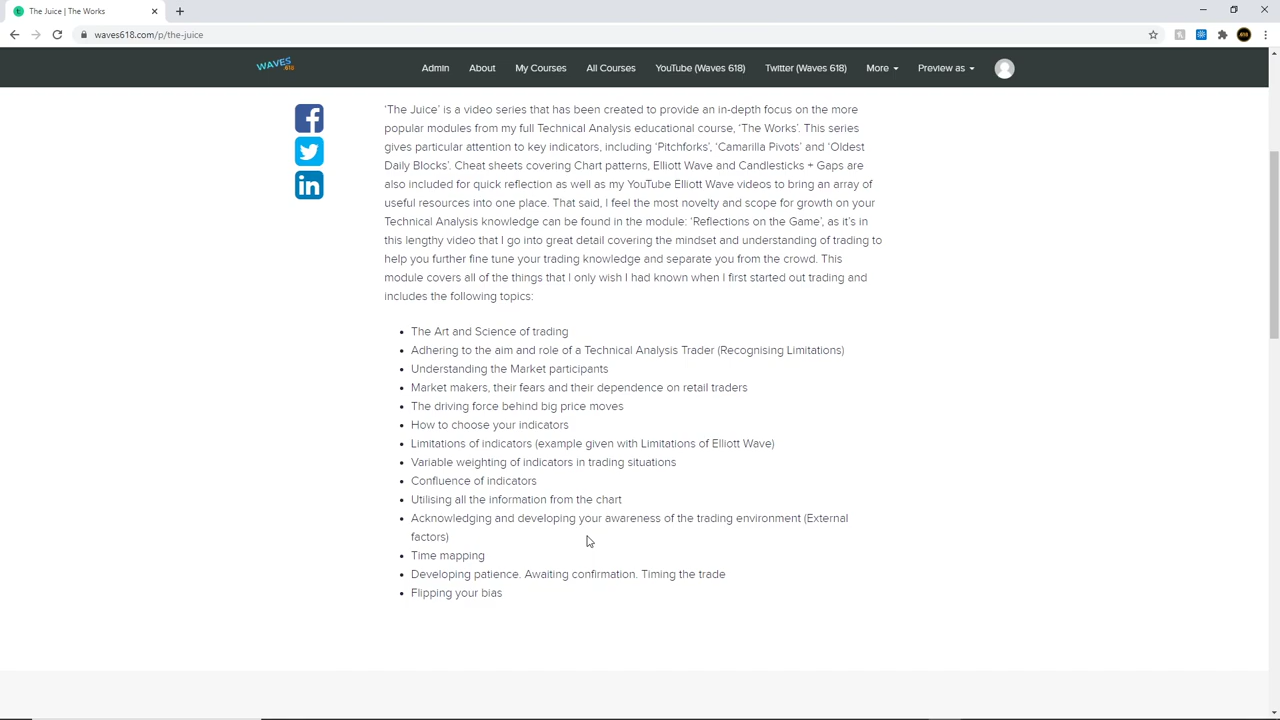 The Juice | The Works
waves618.com/p/the-juice
WAVES 618
Admin
About
My Courses
All Courses
YouTube (Waves 618)
Twitter (Waves 618)
More
Preview as
‘The Juice’ is a video series that has been created to provide an in-depth focus on the more
popular modules from my full Technical Analysis educational course, ‘The Works’. This series
gives particular attention to key indicators, including ‘Pitchforks’, ‘Camarilla Pivots’ and ‘Oldest
Daily Blocks’. Cheat sheets covering Chart patterns, Elliott Wave and Candlesticks + Gaps are
also included for quick reflection as well as my YouTube Elliott Wave videos to bring an array of
useful resources into one place. That said, I feel the most novelty and scope for growth on your
Technical Analysis knowledge can be found in the module: ‘Reflections on the Game’, as it’s in
this lengthy video that I go into great detail covering the mindset and understanding of trading to
help you further fine tune your trading knowledge and separate you from the crowd. This
module covers all of the things that I only wish I had known when I first started out trading and
includes the following topics:
The Art and Science of trading
Adhering to the aim and role of a Technical Analysis Trader (Recognising Limitations)
Understanding the Market participants
Market makers, their fears and their dependence on retail traders
The driving force behind big price moves
How to choose your indicators
Limitations of indicators (example given with Limitations of Elliott Wave)
Variable weighting of indicators in trading situations
Confluence of indicators
Utilising all the information from the chart
Acknowledging and developing your awareness of the trading environment (External
factors)
Time mapping
Developing patience. Awaiting confirmation. Timing the trade
Flipping your bias